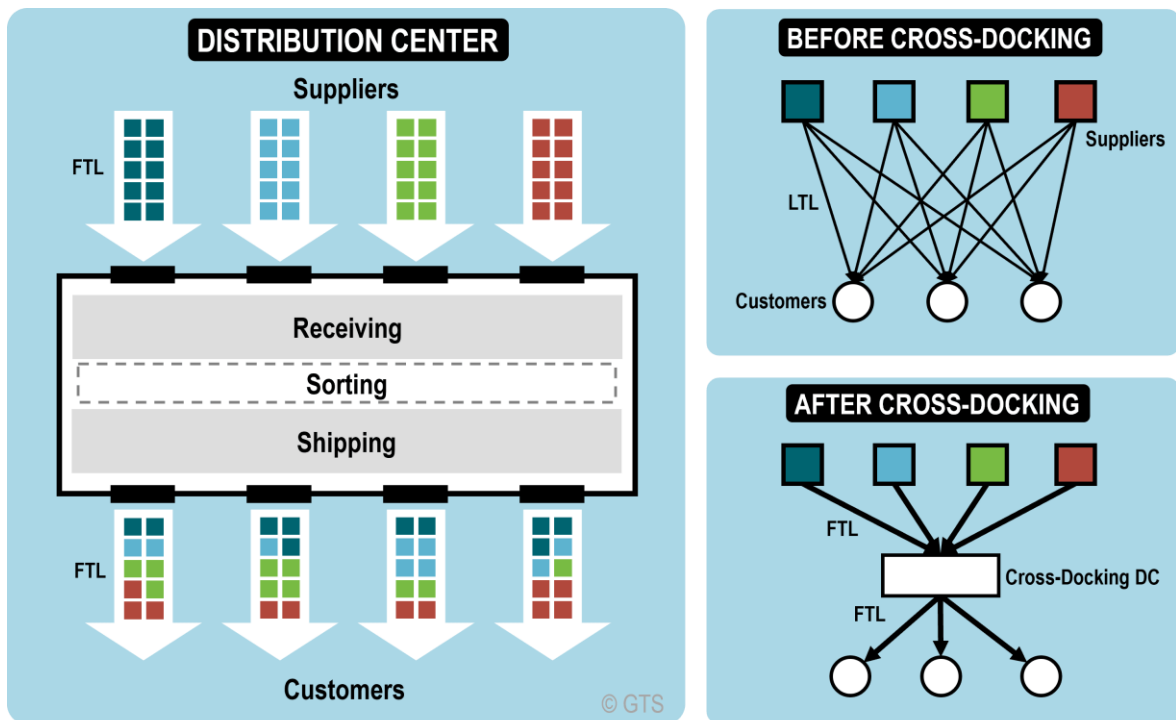 DISTRIBUTION CENTER
Suppliers
FTL
Receiving
Sorting
Shipping
FTL
Customers
© GTS
BEFORE CROSS-DOCKING
Suppliers
LTL
Customers
AFTER CROSS-DOCKING
FTL
Cross-Docking DC
FTL